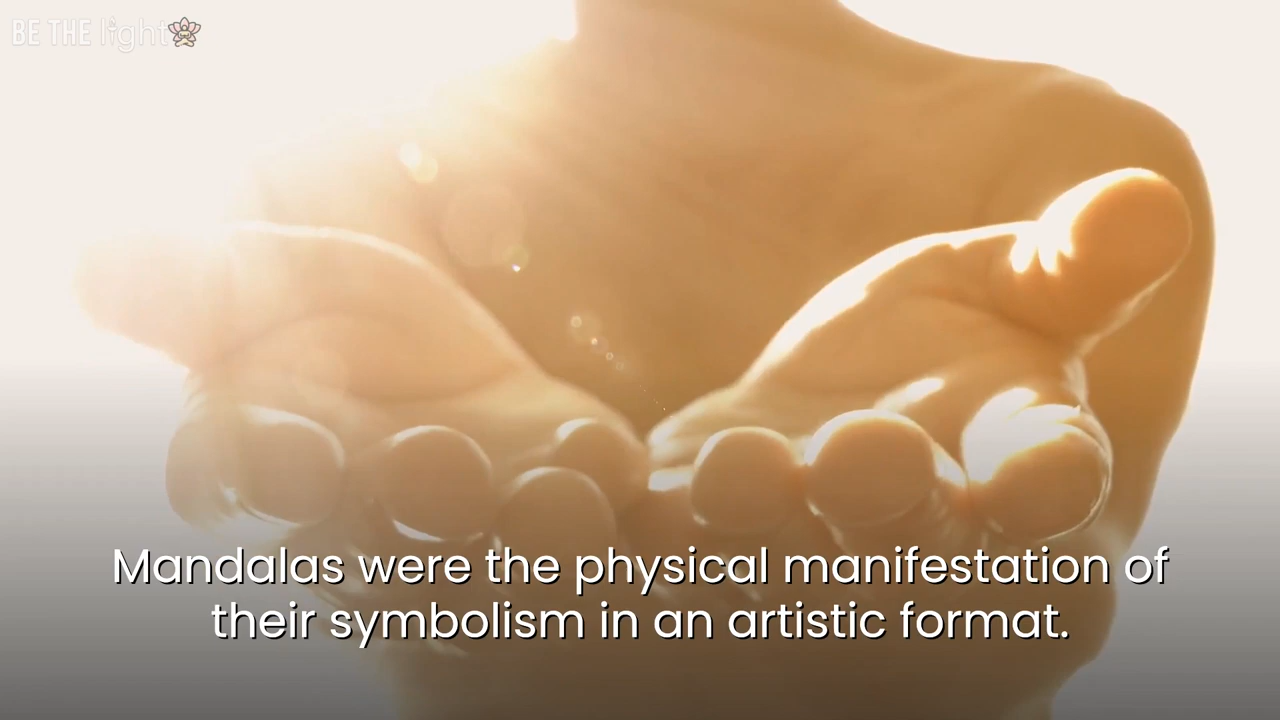 BE THE light
Mandalas were the physical manifestation of
their symbolism in an artistic format.